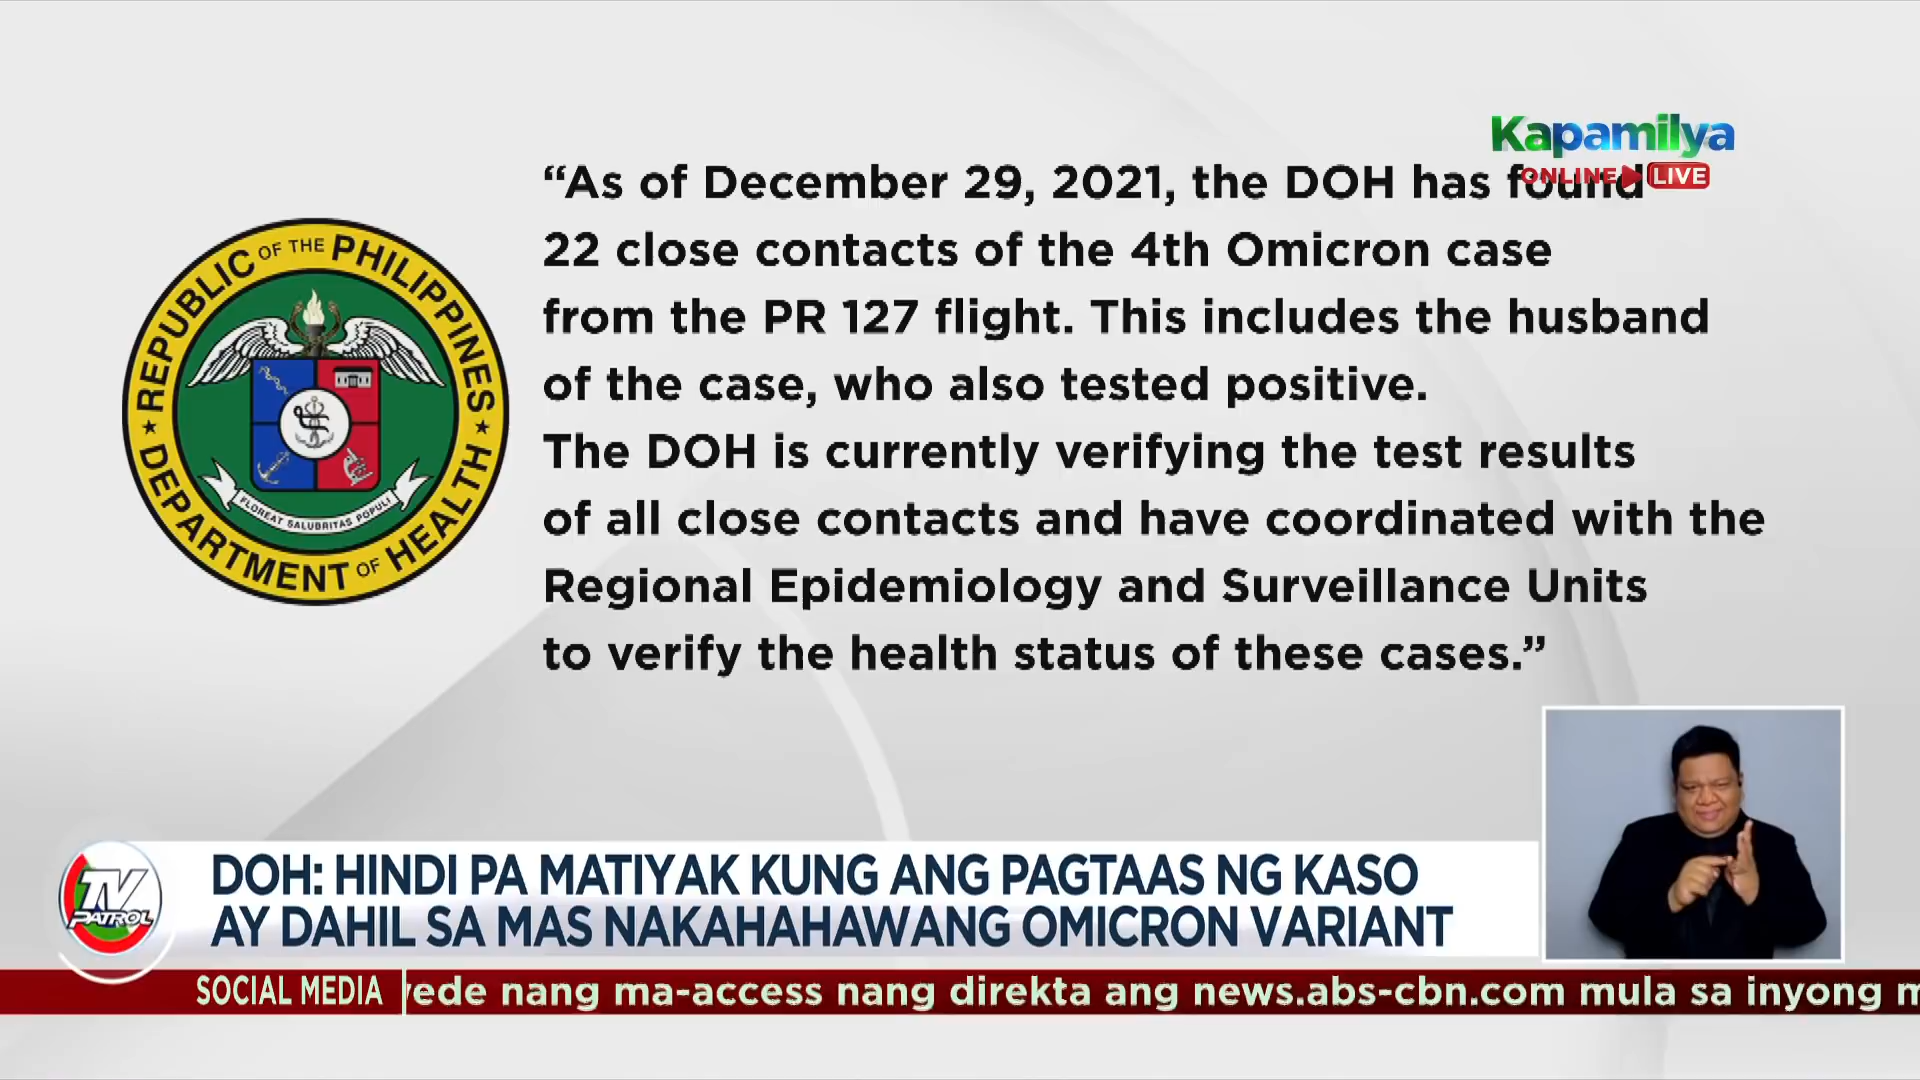 Kapamilya
ONLINE LIVE
“As of December 29, 2021, the DOH has found
22 close contacts of the 4th Omicron case
from the PR 127 flight. This includes the husband
of the case, who also tested positive.
The DOH is currently verifying the test results
of all close contacts and have coordinated with the
Regional Epidemiology and Surveillance Units
to verify the health status of these cases.”
REPUBLIC OF THE PHILIPPINES
DEPARTMENT OF HEALTH
FLOREAT SALUBRITAS POPULI
TV PATROL
DOH: HINDI PA MATIYAK KUNG ANG PAGTAAS NG KASO
AY DAHIL SA MAS NAKAHAHAWANG OMICRON VARIANT
SOCIAL MEDIA
nang ma-access nang direkta ang news.abs-cbn.com mula sa inyong